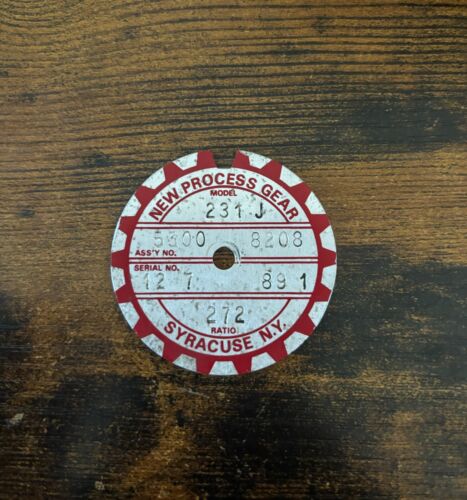 NEW PROCESS GEAR
MODEL
231 J
5300 8208
ASS'Y NO.
SERIAL NO.
12 7 89 1
272
RATIO
SYRACUSE N.Y.